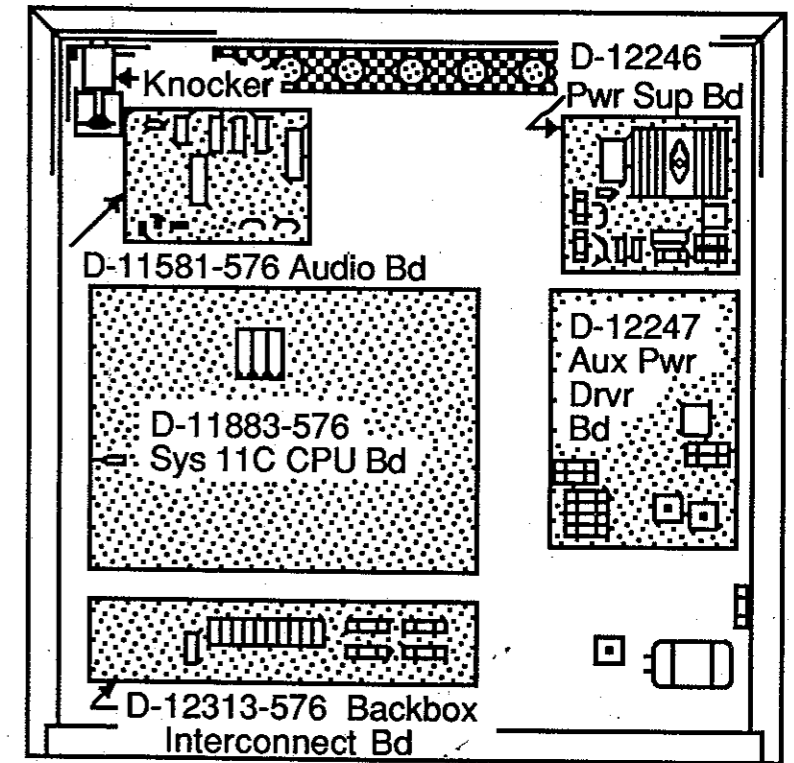 Knocker
D-12246
Pwr Sup Bd
D-11581-576 Audio Bd
D-12247
Aux Pwr
Drvr
Bd
D-11883-576
Sys 11C CPU Bd
D-12313-576 Backbox
Interconnect Bd